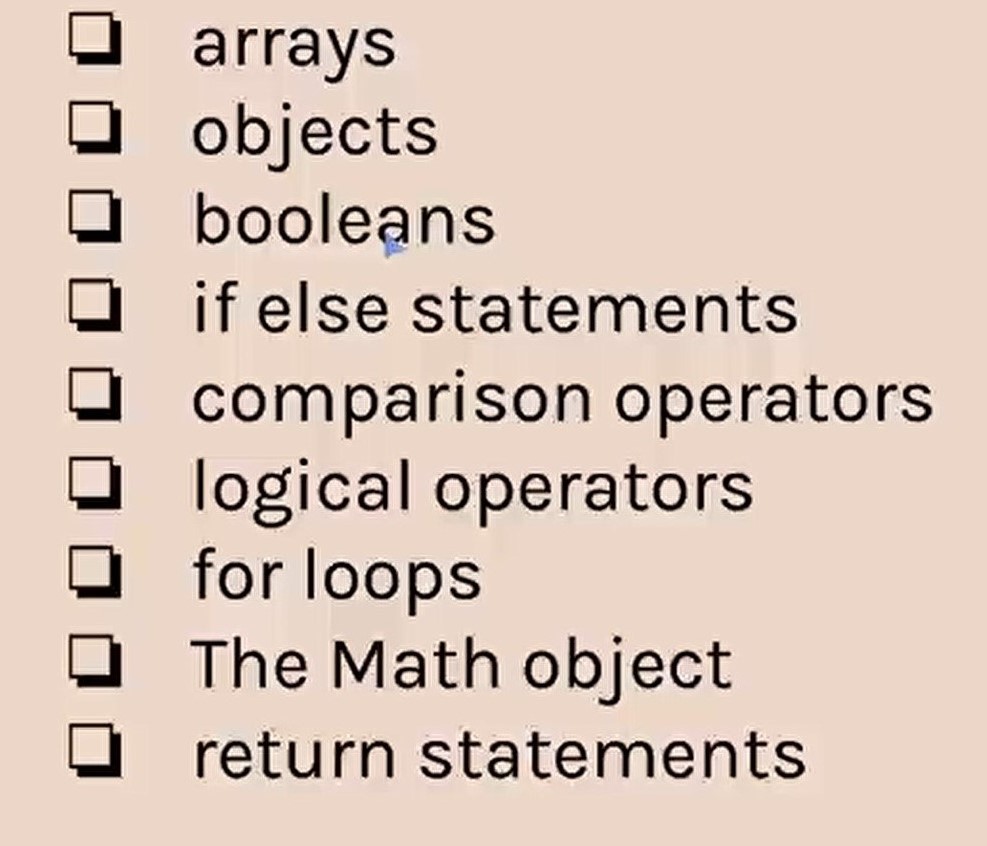 arrays
objects
booleans
if else statements
comparison operators
logical operators
for loops
The Math object
return statements